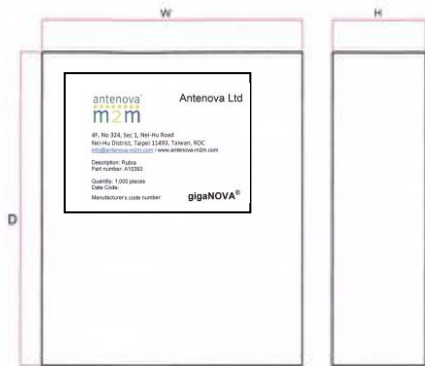 W
H
D
antenova®
m2m
Antenova Ltd
4F, No 324, Sec 1, Nei-Hu Road
Nei-Hu District, Taipei 11493, Taiwan, ROC
info@antenova-m2m.com / www.antenova-m2m.com
Description: Rubra
Part number: A10393
Quantity: 1,000 pieces
Date Code:
Manufacturer's code number
gigaNOVA®